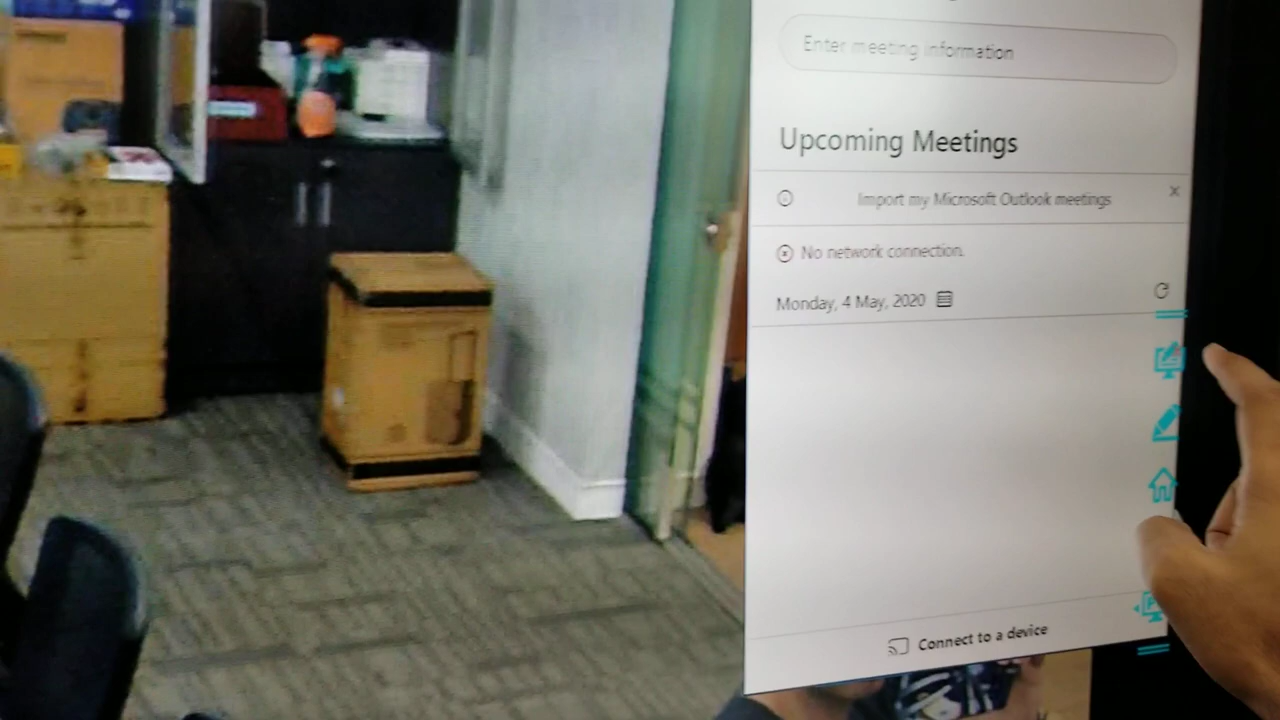 Enter meeting information
Upcoming Meetings
Import my Microsoft Outlook meetings
No network connection.
Monday, 4 May, 2020
Connect to a device